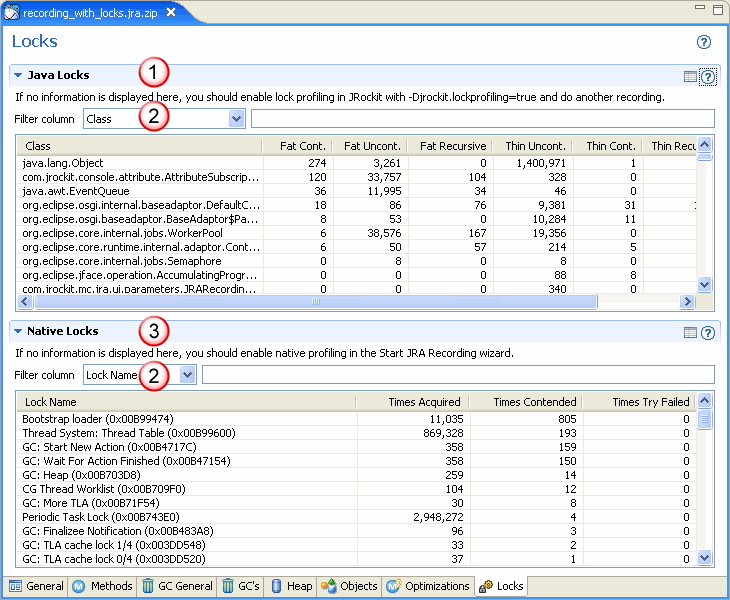 recording_with_locks.jra.zip
Locks
Java Locks 1
If no information is displayed here, you should enable lock profiling in JRockit with -Djrockit.lockprofiling=true and do another recording.
Filter column Class 2
Class Fat Cont. Fat Uncont. Fat Recursive Thin Uncont. Thin Cont. Thin Recu
java.lang.Object 274 3,261 0 1,400,971 1
com.jrockit.console.attribute.AttributeSubscrip... 120 33,757 104 328 0
java.awt.EventQueue 36 11,995 34 46 0
org.eclipse.osgi.internal.baseadaptor.DefaultC... 18 86 76 9,381 31
org.eclipse.osgi.baseadaptor.BaseAdaptor$Pa... 8 53 0 10,284 11
org.eclipse.core.internal.jobs.WorkerPool 6 38,576 167 19,356 0
org.eclipse.core.runtime.internal.adaptor.Cont... 6 50 57 214 5
org.eclipse.core.internal.jobs.Semaphore 0 8 0 8 0
org.eclipse.jface.operation.AccumulatingProgr... 0 0 0 88 8
com.jrockit.mc.jra.ui.parameters.JRARecordin... 0 0 0 340 0
Native Locks 3
If no information is displayed here, you should enable native profiling in the Start JRA Recording wizard.
Filter column Lock Name 2
Lock Name Times Acquired Times Contended Times Try Failed
Bootstrap loader (0x00B99474) 11,035 805 0
Thread System: Thread Table (0x00B99600) 869,328 193 0
GC: Start New Action (0x00B4717C) 358 159 0
GC: Wait For Action Finished (0x00B47154) 358 150 0
GC: Heap (0x00B703D8) 259 14 0
CG Thread Worklist (0x00B709F0) 104 12 0
GC: More TLA (0x00B71F54) 30 8 0
Periodic Task Lock (0x00B743E0) 2,948,272 4 0
GC: Finalizee Notification (0x00B483A8) 96 3 0
GC: TLA cache lock 1/4 (0x003DD548) 33 2 0
GC: TLA cache lock 0/4 (0x003DD520) 37 1 0
General Methods GC General GC's Heap Objects Optimizations Locks